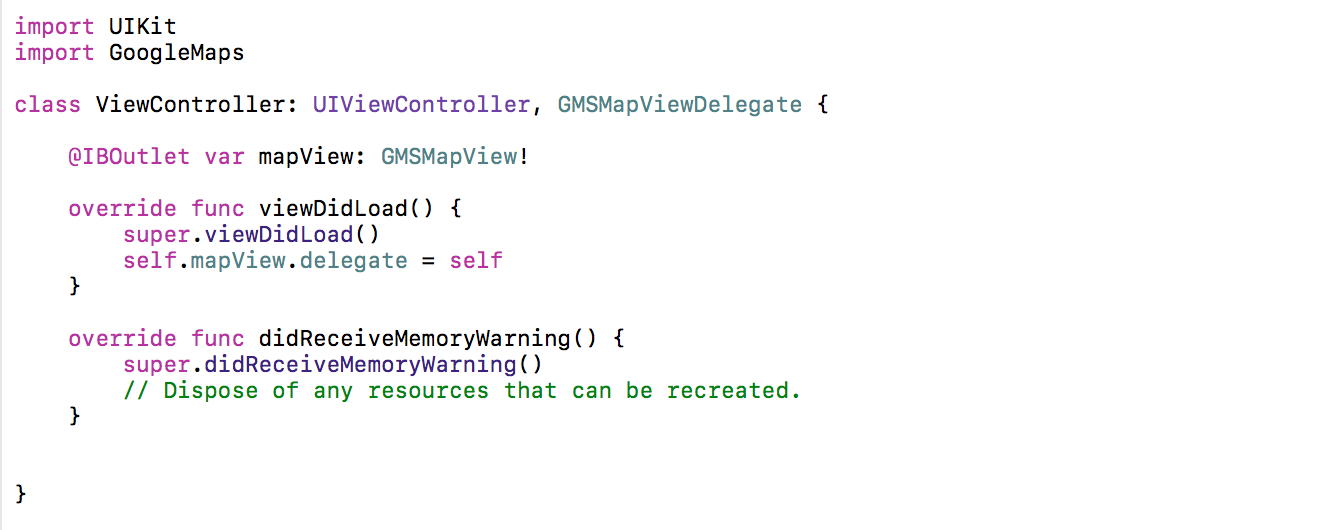 import UIKit
import GoogleMaps
class ViewController: UIViewController, GMSMapViewDelegate {
@IBOutlet var mapView: GMSMapView!
override func viewDidLoad() {
super.viewDidLoad()
self.mapView.delegate = self
}
override func didReceiveMemoryWarning() {
super.didReceiveMemoryWarning()
// Dispose of any resources that can be recreated.
}
}